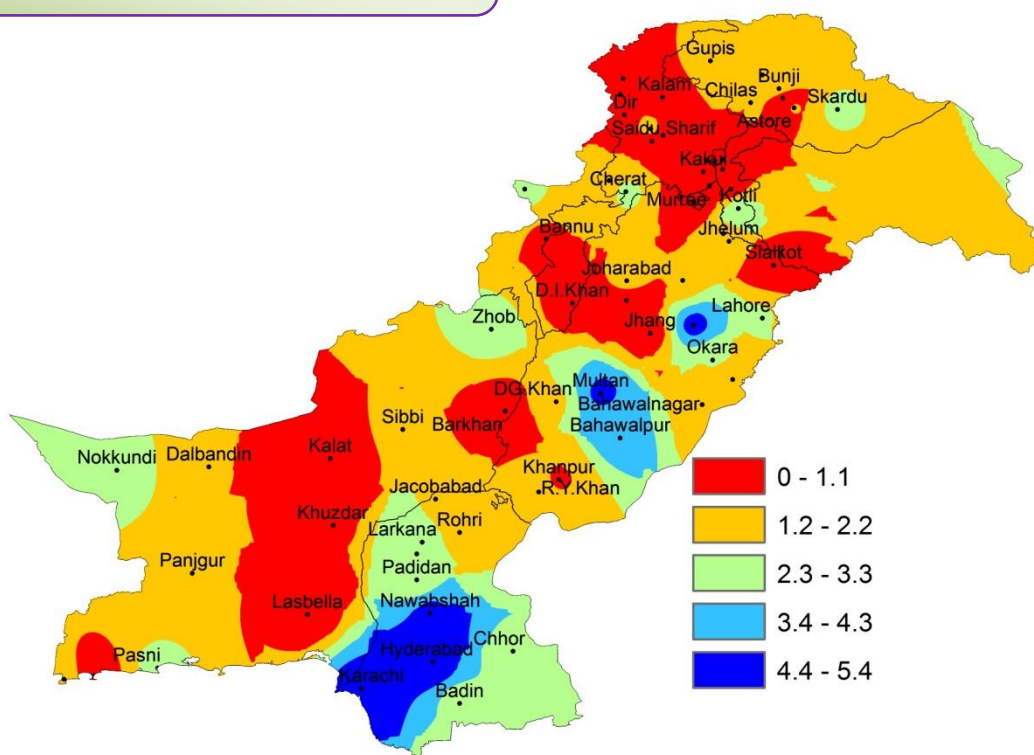 Gupis
Bunji
Kalam
Chilas
Skardu
Dir
Astore
Saidu Sharif
Kakul
Cherat
Murree
Kotli
Bannu
Jhelum
Sialkot
Joharabad
D.I.Khan
Lahore
Zhob
Jhang
Okara
DG.Khan
Multan
Bahawalnagar
Sibbi
Barkhan
Bahawalpur
Kalat
Nokkundi
Dalbandin
Khanpur
R.Y.Khan
Jacobabad
Khuzdar
Larkana
Rohri
Panjgur
Padidan
Lasbella
Nawabshah
Pasni
Hyderabad
Chhor
Karachi
Badin
0 - 1.1
1.2 - 2.2
2.3 - 3.3
3.4 - 4.3
4.4 - 5.4